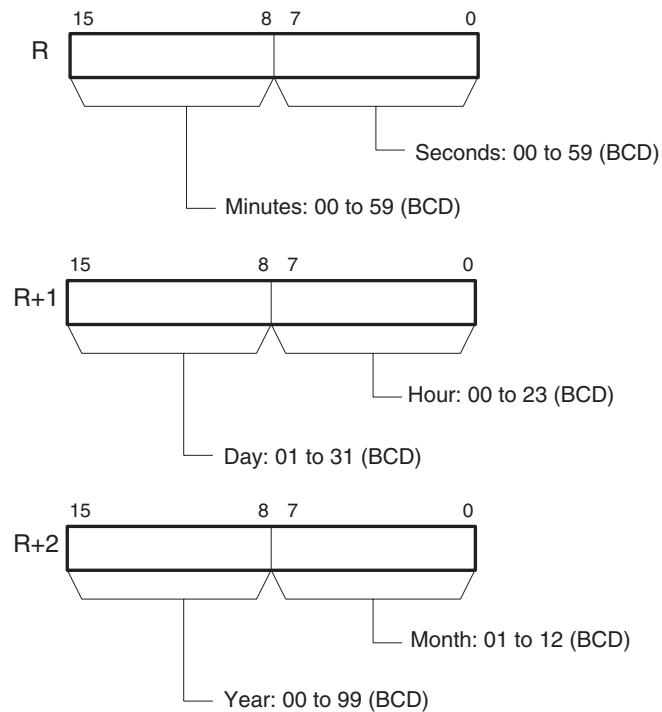 15 8 7 0
R
Seconds: 00 to 59 (BCD)
Minutes: 00 to 59 (BCD)
15 8 7 0
R+1
Hour: 00 to 23 (BCD)
Day: 01 to 31 (BCD)
15 8 7 0
R+2
Month: 01 to 12 (BCD)
Year: 00 to 99 (BCD)